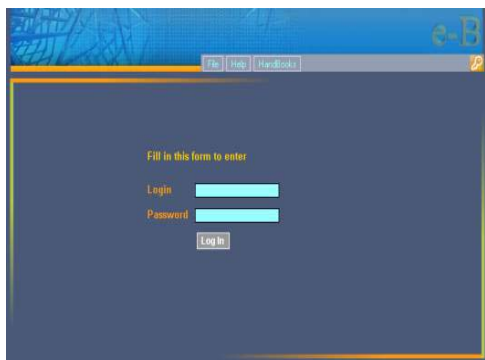 e-B
File Help HandBooks
Fill in this form to enter
Login
Password
Log In